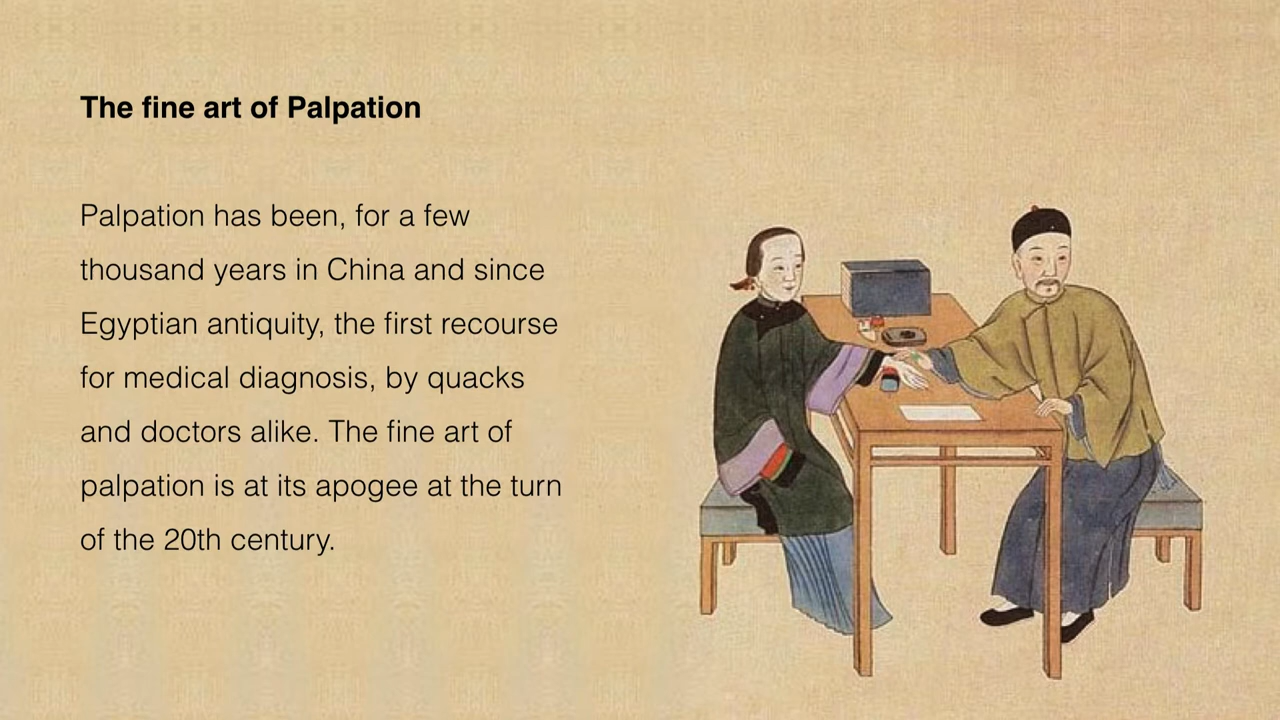 The fine art of Palpation
Palpation has been, for a few
thousand years in China and since
Egyptian antiquity, the first recourse
for medical diagnosis, by quacks
and doctors alike. The fine art of
palpation is at its apogee at the turn
of the 20th century.